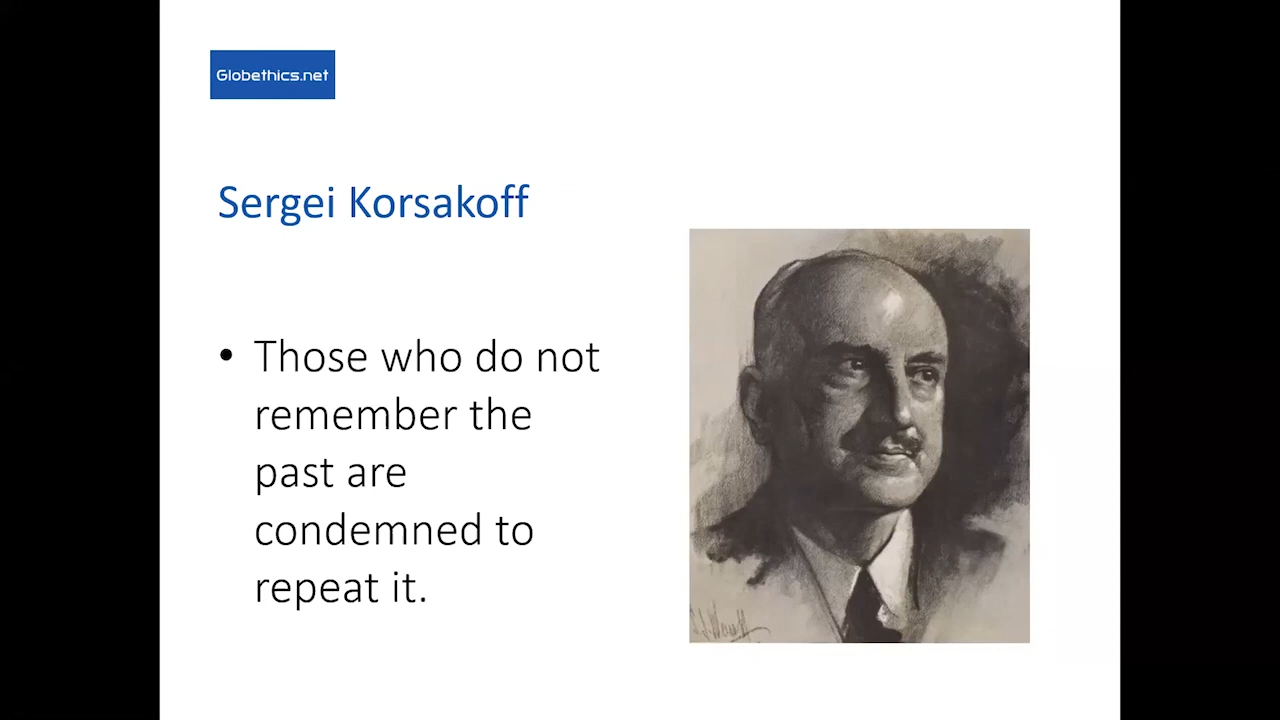 Globethics.net
Sergei Korsakoff
• Those who do not
remember the
past are
condemned to
repeat it.